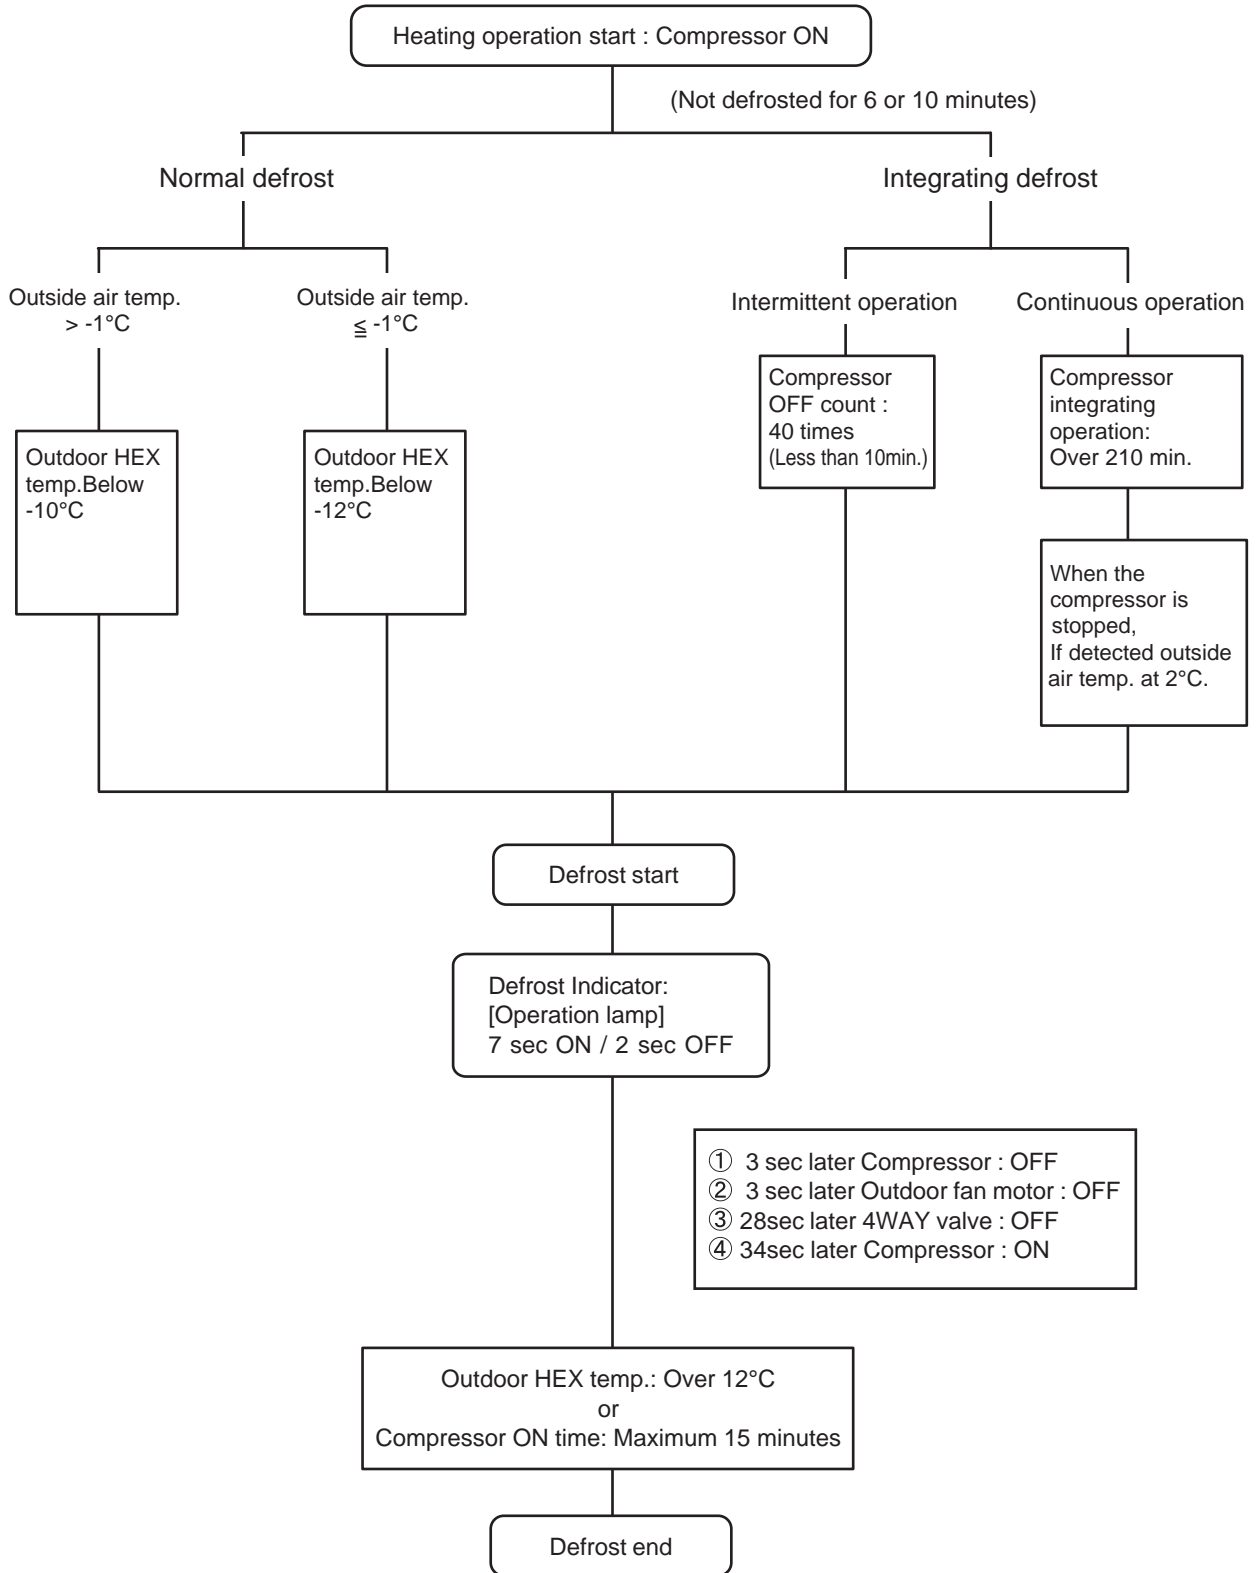 Heating operation start : Compressor ON
(Not defrosted for 6 or 10 minutes)
Normal defrost
Integrating defrost
Outside air temp.
> -1°C
Outside air temp.
≦ -1°C
Intermittent operation
Continuous operation
Outdoor HEX
temp.Below
-10°C
Outdoor HEX
temp.Below
-12°C
Compressor
OFF count :
40 times
(Less than 10min.)
Compressor
integrating
operation:
Over 210 min.
When the
compressor is
stopped,
If detected outside
air temp. at 2°C.
Defrost start
Defrost Indicator:
[Operation lamp]
7 sec ON / 2 sec OFF
① 3 sec later Compressor : OFF
② 3 sec later Outdoor fan motor : OFF
③ 28sec later 4WAY valve : OFF
④ 34sec later Compressor : ON
Outdoor HEX temp.: Over 12°C
or
Compressor ON time: Maximum 15 minutes
Defrost end